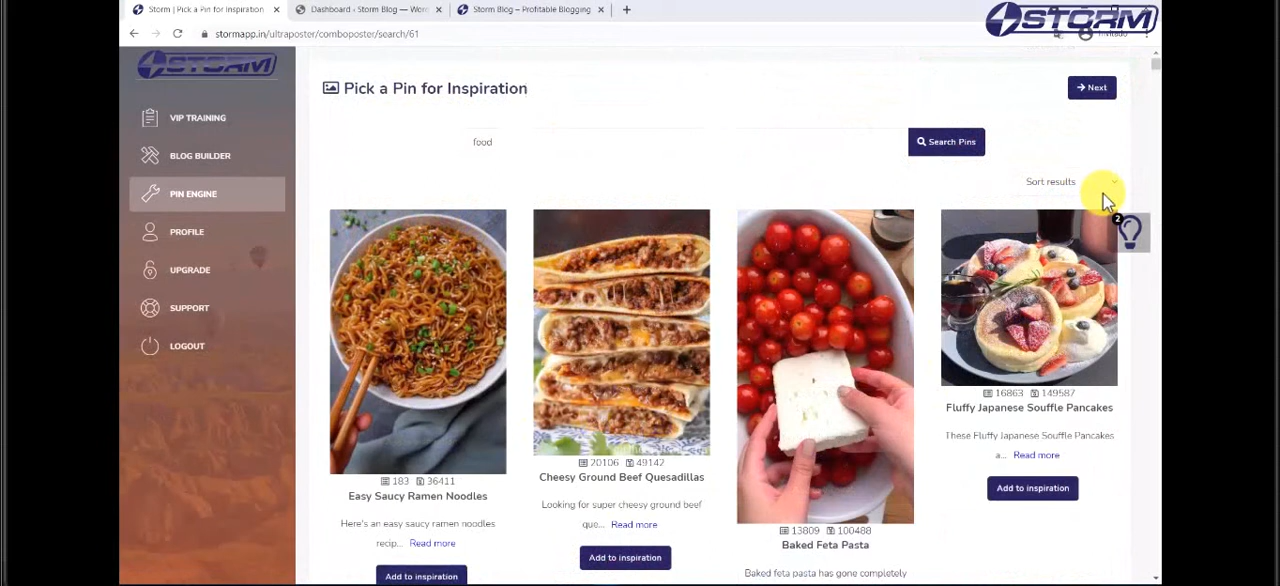 Storm | Pick a Pin for Inspiration
Dashboard ‹ Storm Blog — Wor
Storm Blog – Profitable Blogging
STORM
stormapp.in/ultraposter/comboposter/search/61
STORM
VIP TRAINING
BLOG BUILDER
PIN ENGINE
PROFILE
UPGRADE
SUPPORT
LOGOUT
Pick a Pin for Inspiration
Next
food
Search Pins
Sort results
2
183 36411
Easy Saucy Ramen Noodles
Here's an easy saucy ramen noodles
recip... Read more
Add to inspiration
20106 49142
Cheesy Ground Beef Quesadillas
Looking for super cheesy ground beef
que... Read more
Add to inspiration
13809 100488
Baked Feta Pasta
Baked feta pasta has gone completely
16863 149587
Fluffy Japanese Souffle Pancakes
These Fluffy Japanese Souffle Pancakes
a... Read more
Add to inspiration